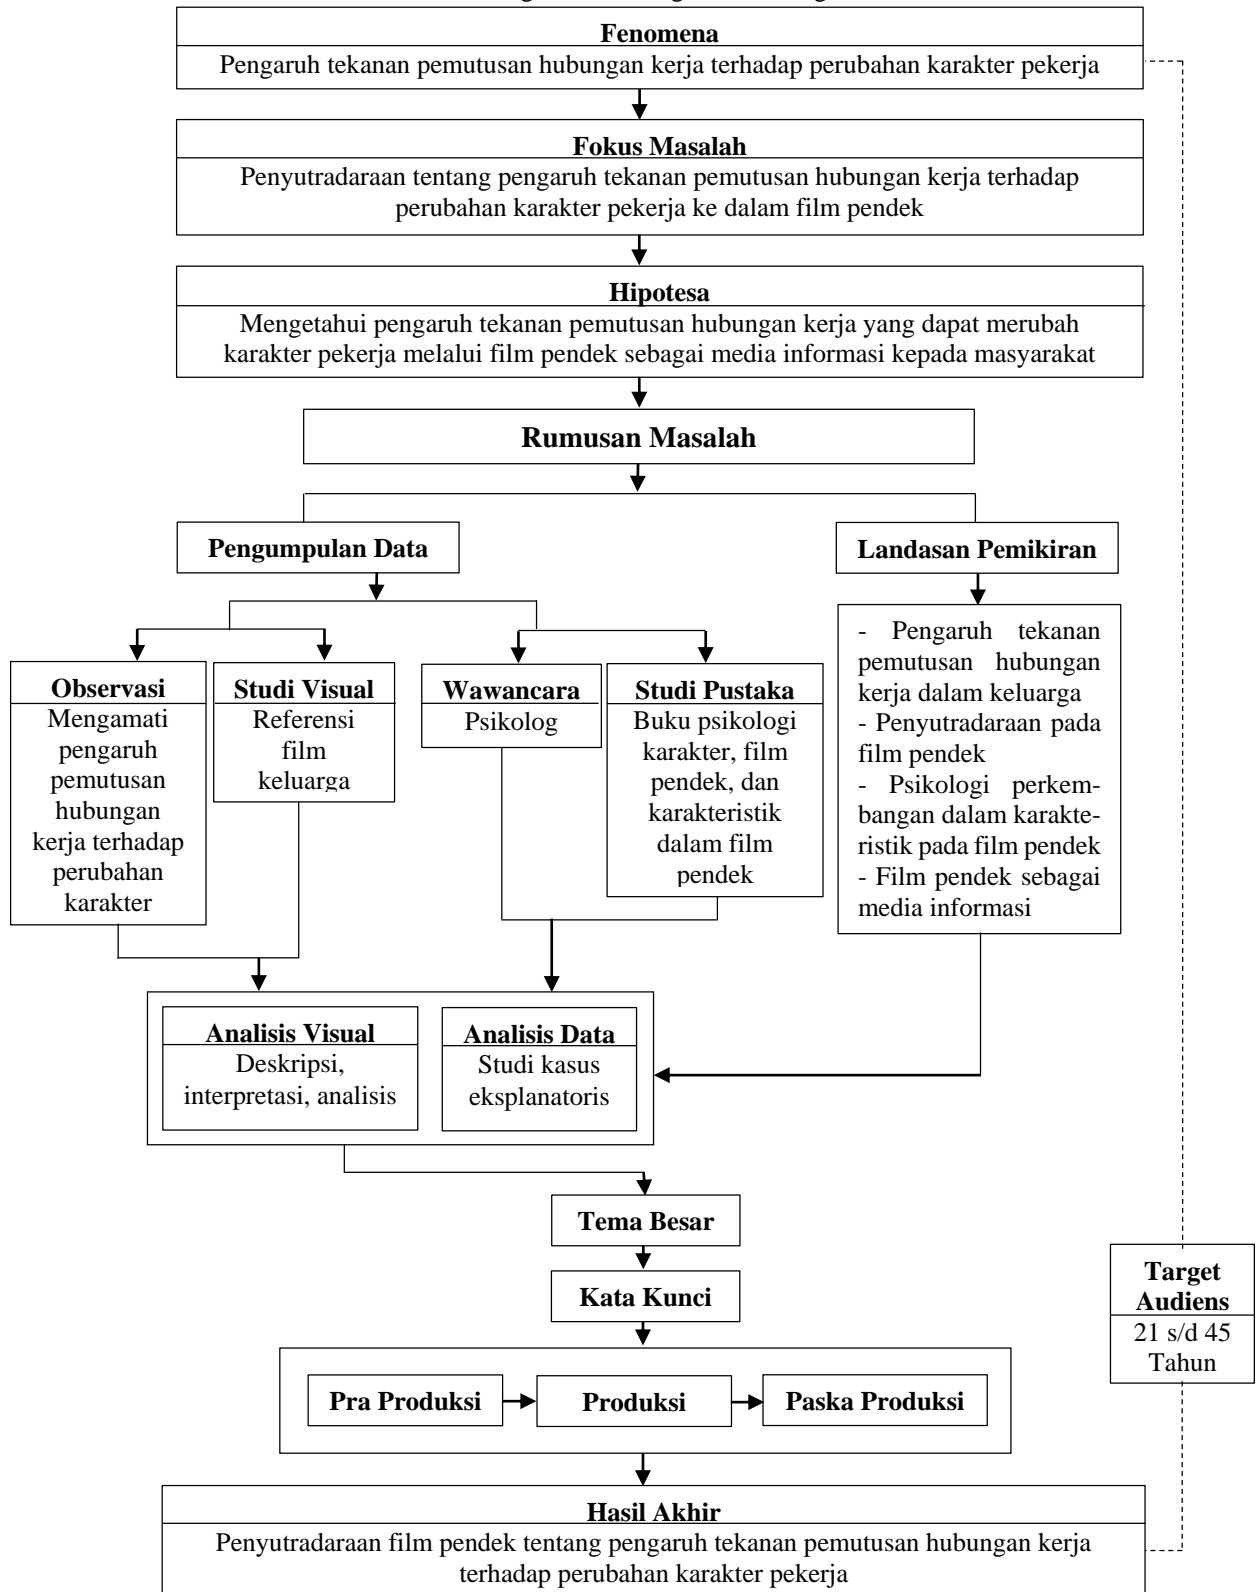 Fenomena
Pengaruh tekanan pemutusan hubungan kerja terhadap perubahan karakter pekerja
Fokus Masalah
Penyutradaraan tentang pengaruh tekanan pemutusan hubungan kerja terhadap
perubahan karakter pekerja ke dalam film pendek
Hipotesa
Mengetahui pengaruh tekanan pemutusan hubungan kerja yang dapat merubah
karakter pekerja melalui film pendek sebagai media informasi kepada masyarakat
Rumusan Masalah
Pengumpulan Data
Landasan Pemikiran
Observasi
Mengamati
pengaruh
pemutusan
hubungan
kerja terhadap
perubahan
karakter
Studi Visual
Referensi
film
keluarga
Wawancara
Psikolog
Studi Pustaka
Buku psikologi
karakter, film
pendek, dan
karakteristik
dalam film
pendek
- Pengaruh tekanan
pemutusan hubungan
kerja dalam keluarga
- Penyutradaraan pada
film pendek
- Psikologi perkem-
bangan dalam karakte-
ristik pada film pendek
- Film pendek sebagai
media informasi
Analisis Visual
Deskripsi,
interpretasi, analisis
Analisis Data
Studi kasus
eksplanatoris
Tema Besar
Kata Kunci
Target
Audiens
21 s/d 45
Tahun
Pra Produksi
Produksi
Paska Produksi
Hasil Akhir
Penyutradaraan film pendek tentang pengaruh tekanan pemutusan hubungan kerja
terhadap perubahan karakter pekerja